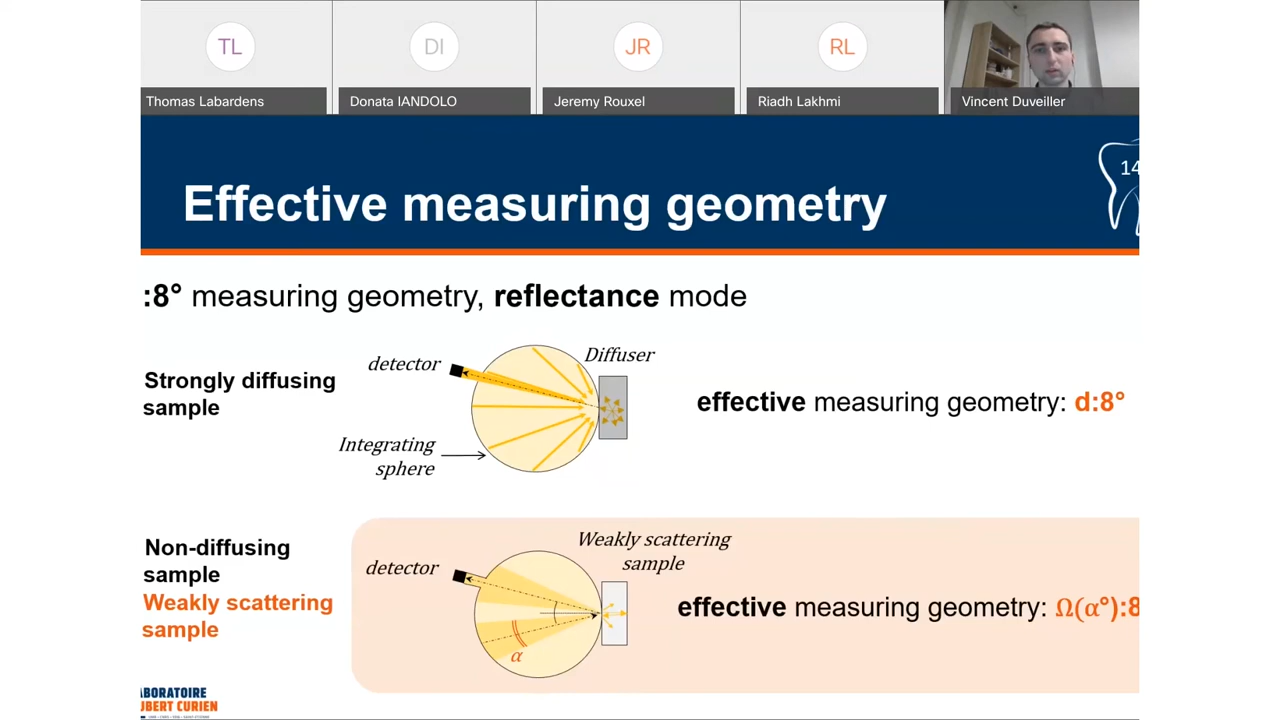 TL
DI
JR
RL
Thomas Labardens
Donata IANDOLO
Jeremy Rouxel
Riadh Lakhmi
Vincent Duveiller
14
Effective measuring geometry
:8° measuring geometry, reflectance mode
Strongly diffusing
sample
detector
Diffuser
Integrating
sphere
effective measuring geometry: d:8°
Non-diffusing
sample
Weakly scattering
sample
detector
Weakly scattering
sample
α
effective measuring geometry: Ω(α°):8
BORATOIRE
BERT CURIEN